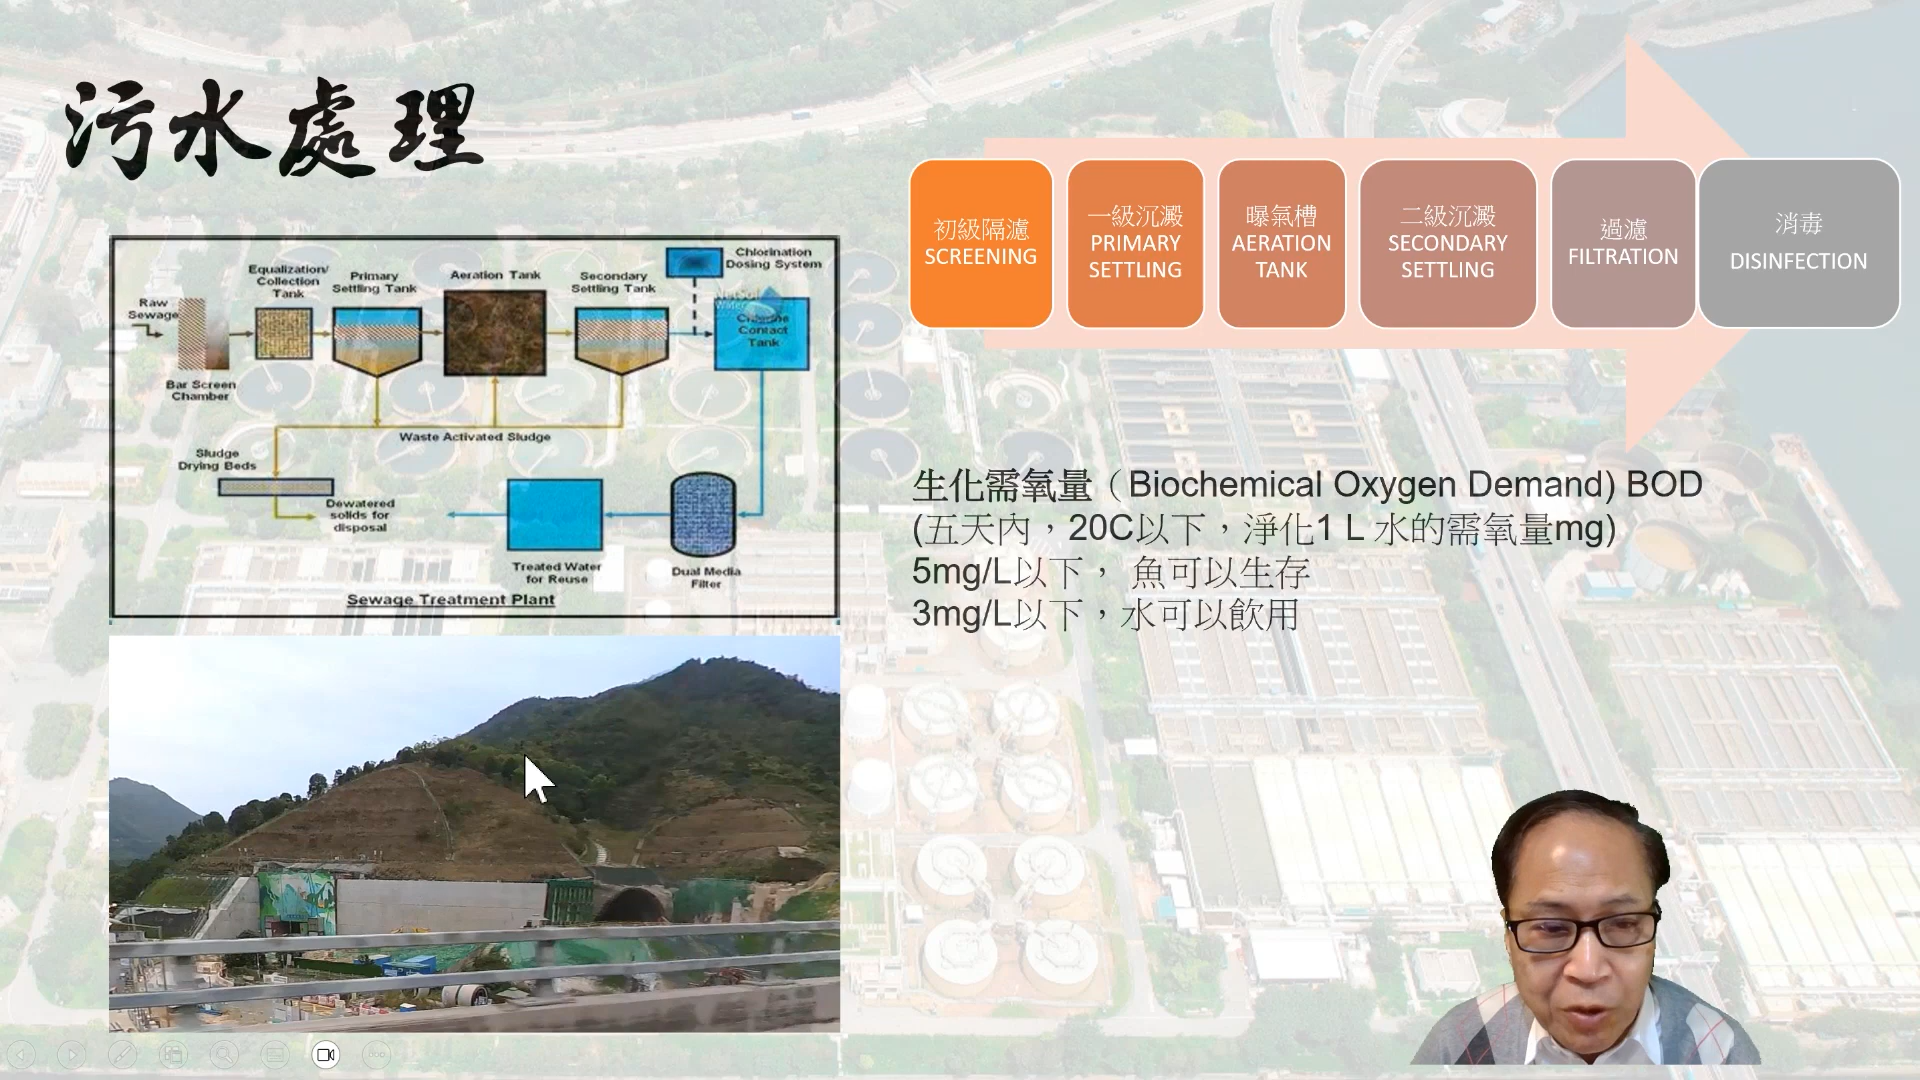 污水處理
初級隔濾
SCREENING
一級沉澱
PRIMARY
SETTLING
曝氣槽
AERATION
TANK
二級沉澱
SECONDARY
SETTLING
過濾
FILTRATION
消毒
DISINFECTION
Raw
Sewage
Bar Screen
Chamber
Equalization/
Collection
Tank
Primary
Settling Tank
Aeration Tank
Secondary
Settling Tank
Chlorination
Dosing System
NetSol
Water
Chlorine
Contact
Tank
Waste Activated Sludge
Sludge
Drying Beds
Dewatered
solids for
disposal
Treated Water
for Reuse
Dual Media
Filter
Sewage Treatment Plant
生化需氧量（Biochemical Oxygen Demand) BOD
(五天內，20C以下，淨化1 L 水的需氧量mg)
5mg/L以下， 魚可以生存
3mg/L以下，水可以飲用